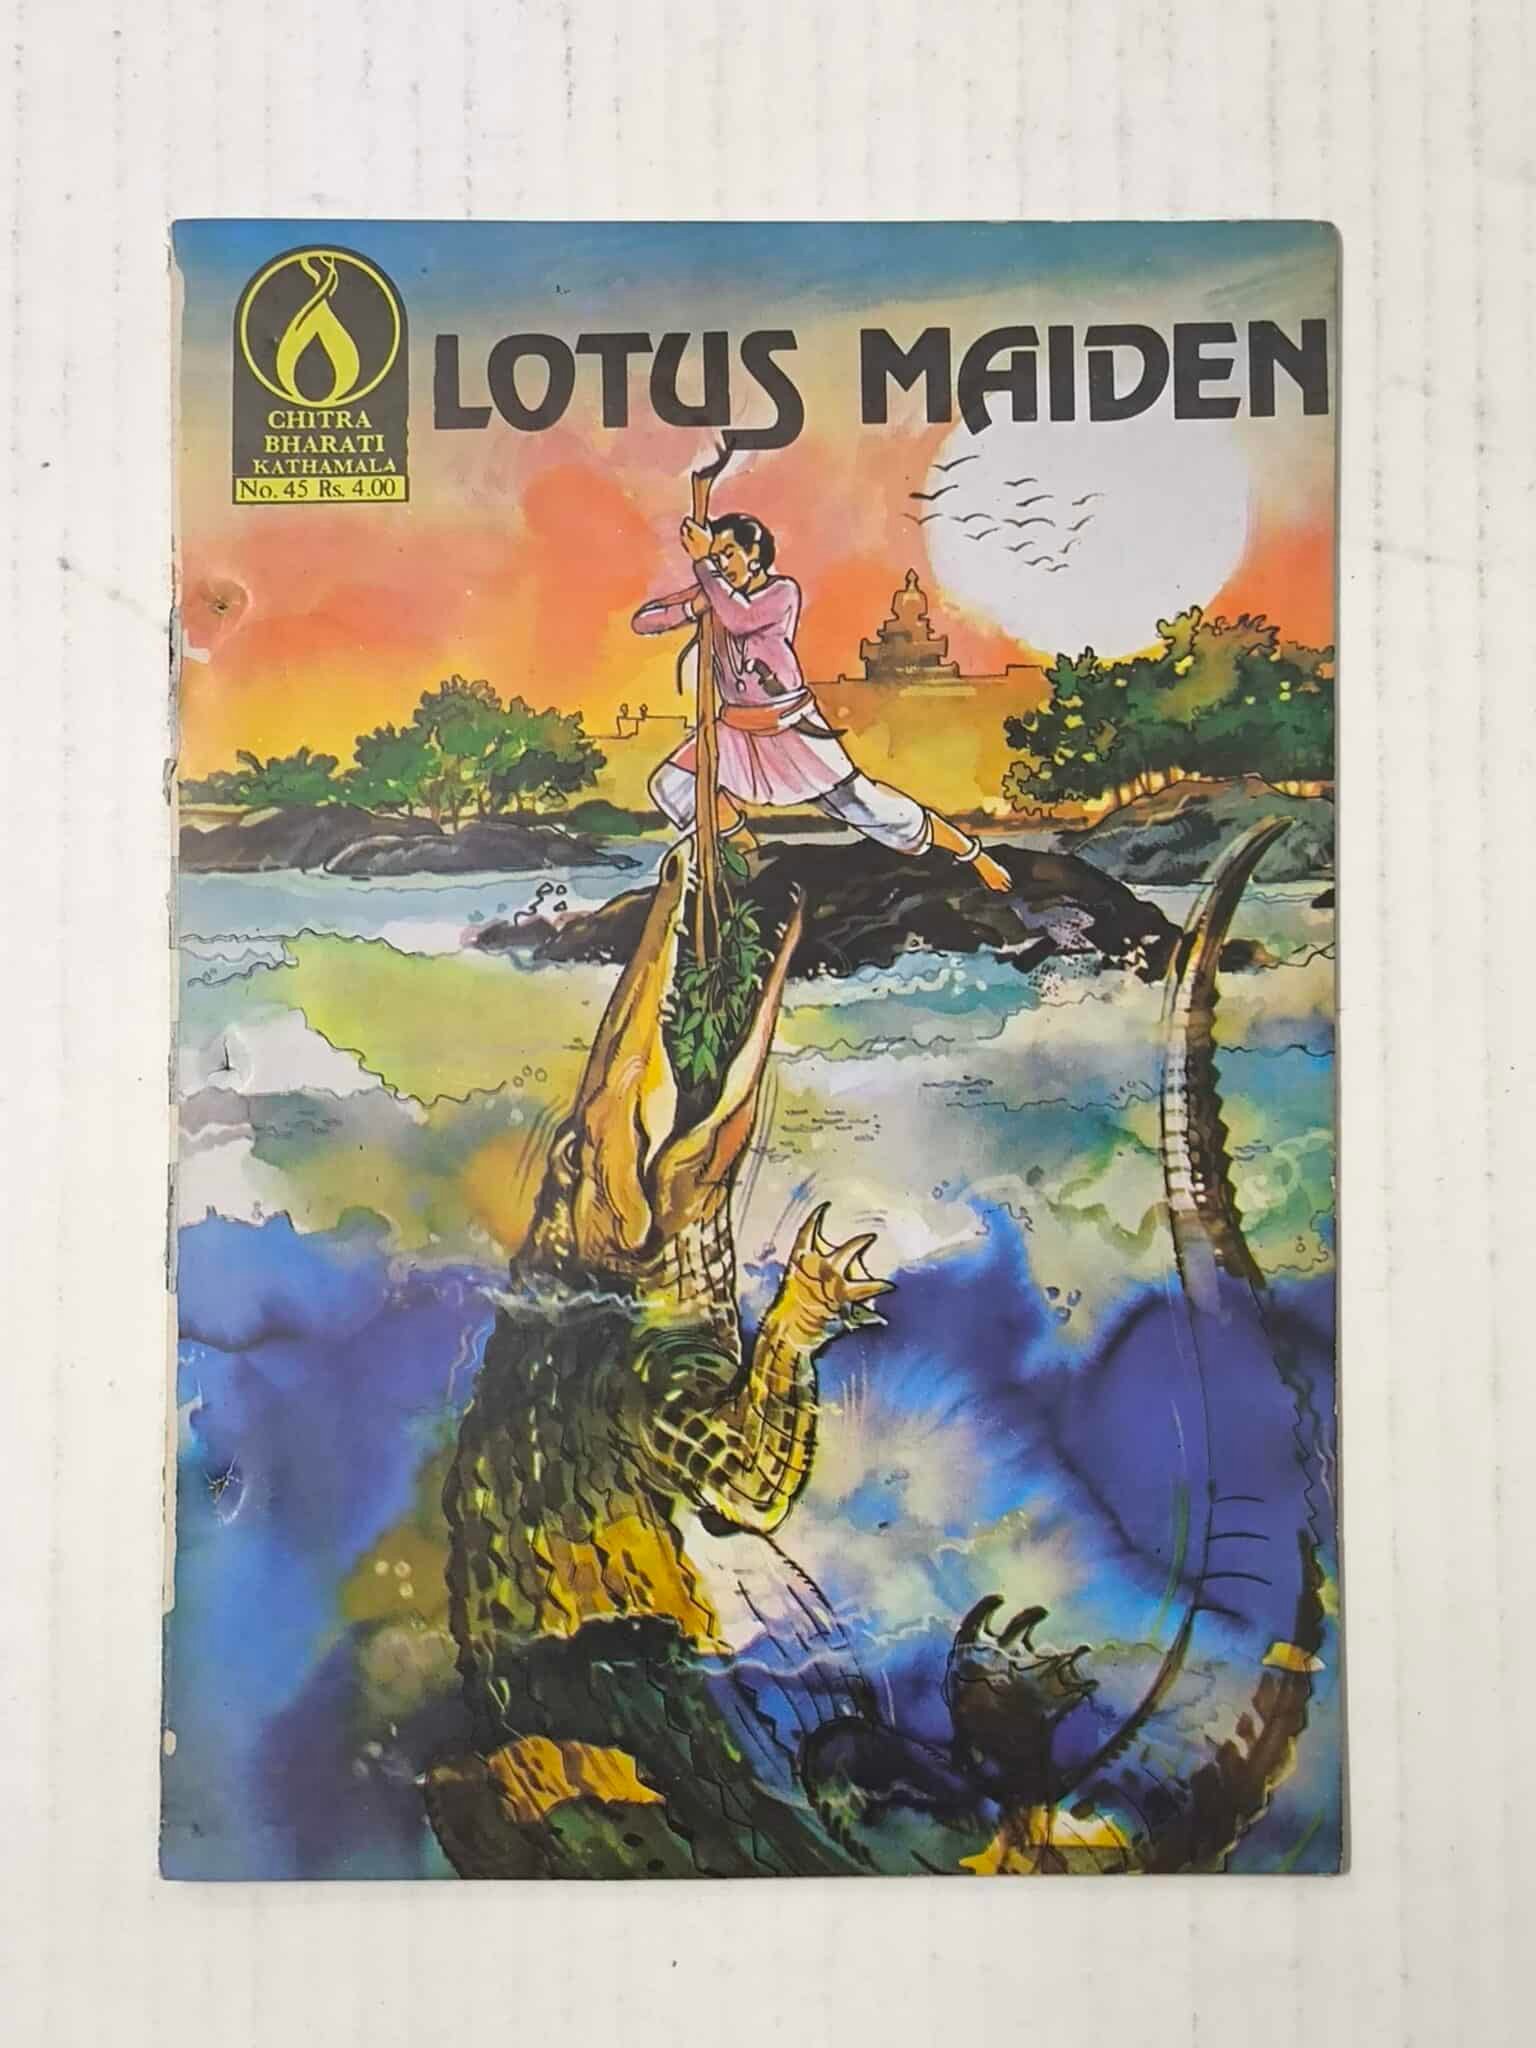 LOTUS MAIDEN
CHITRA
BHARATI
KATHAMALA
No. 45 Rs. 4.00